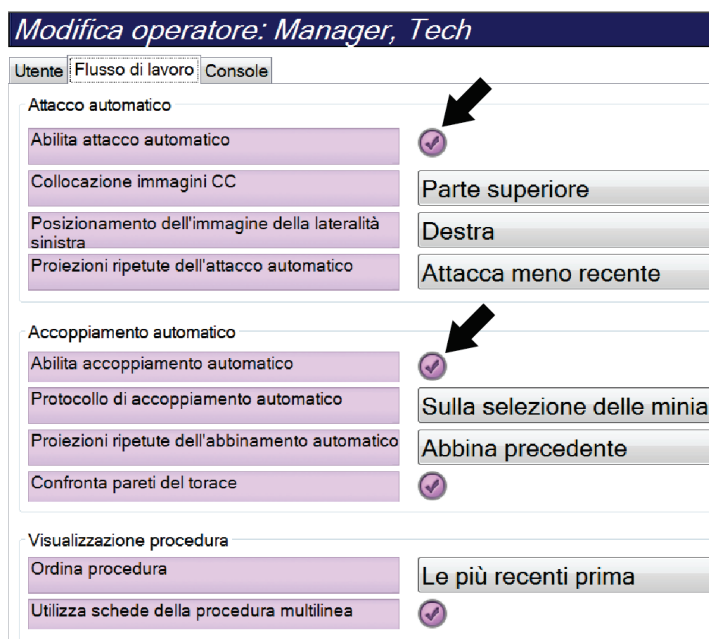 Modifica operatore: Manager, Tech
Utente Flusso di lavoro Console
Attacco automatico
Abilita attacco automatico
Collocazione immagini CC Parte superiore
Posizionamento dell'immagine della lateralità
sinistra Destra
Proiezioni ripetute dell'attacco automatico Attacca meno recente
Accoppiamento automatico
Abilita accoppiamento automatico
Protocollo di accoppiamento automatico Sulla selezione delle minia
Proiezioni ripetute dell'abbinamento automatico Abbina precedente
Confronta pareti del torace
Visualizzazione procedura
Ordina procedura Le più recenti prima
Utilizza schede della procedura multilinea